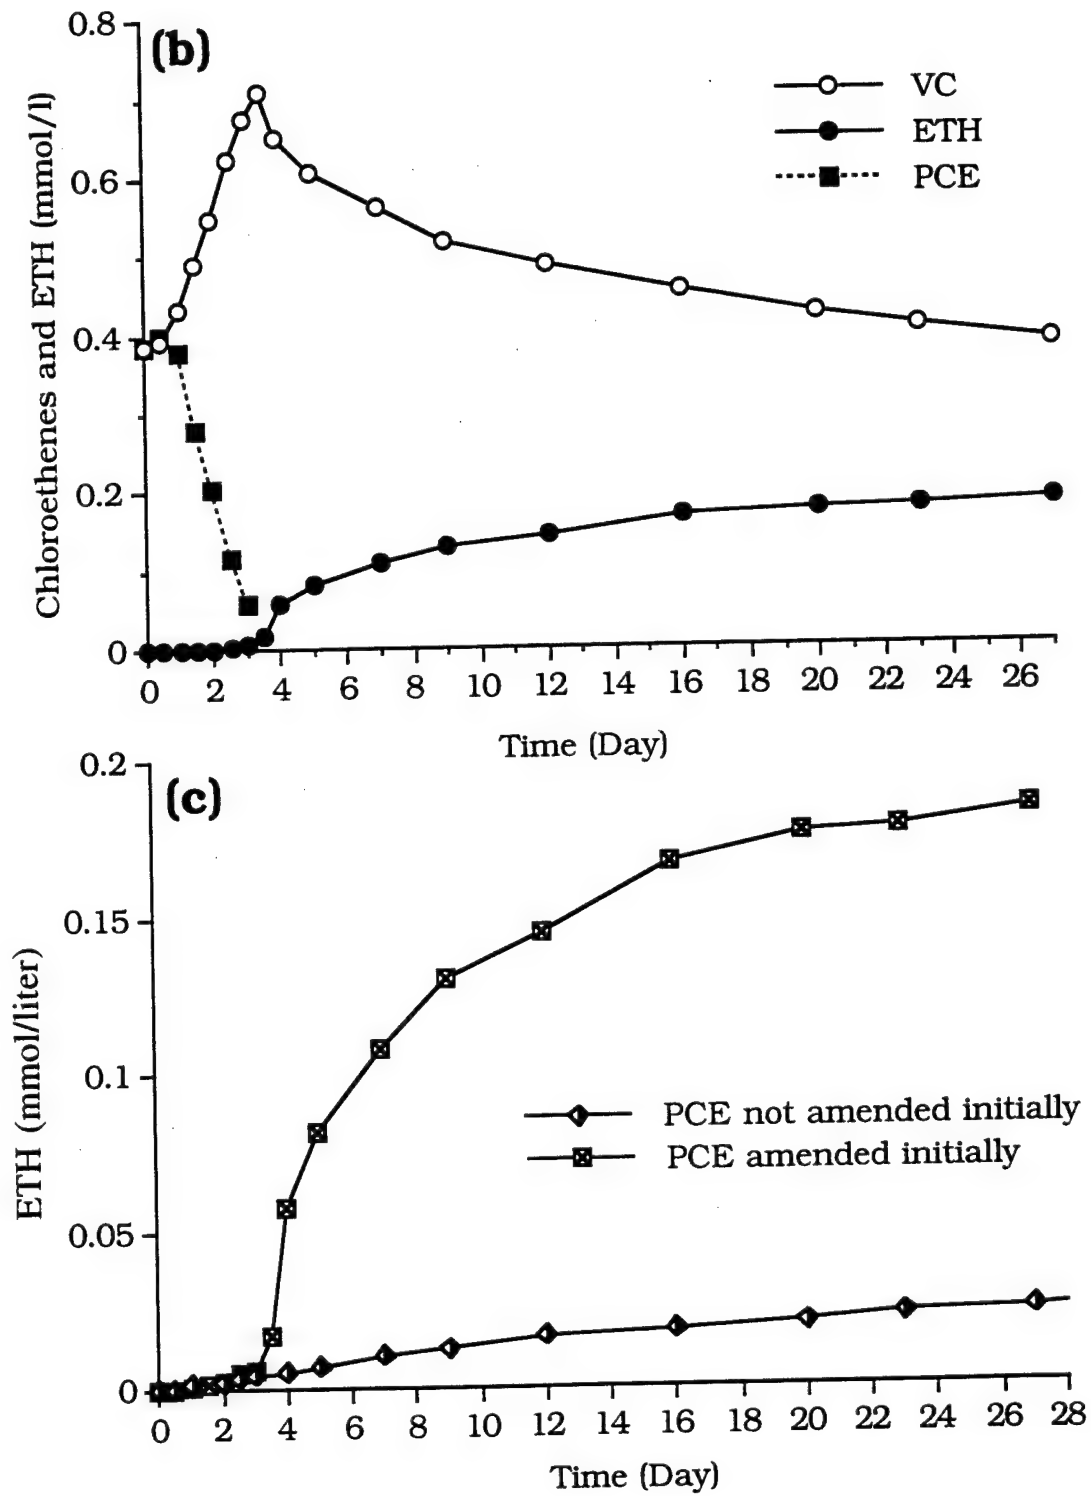 (b)
Chloroethenes and ETH (mmol/l)
0.8
0.6
0.4
0.2
0
VC
ETH
PCE
0 2 4 6 8 10 12 14 16 18 20 22 24 26
Time (Day)
(c)
ETH (mmol/liter)
0.2
0.15
0.1
0.05
0
PCE not amended initially
PCE amended initially
0 2 4 6 8 10 12 14 16 18 20 22 24 26 28
Time (Day)